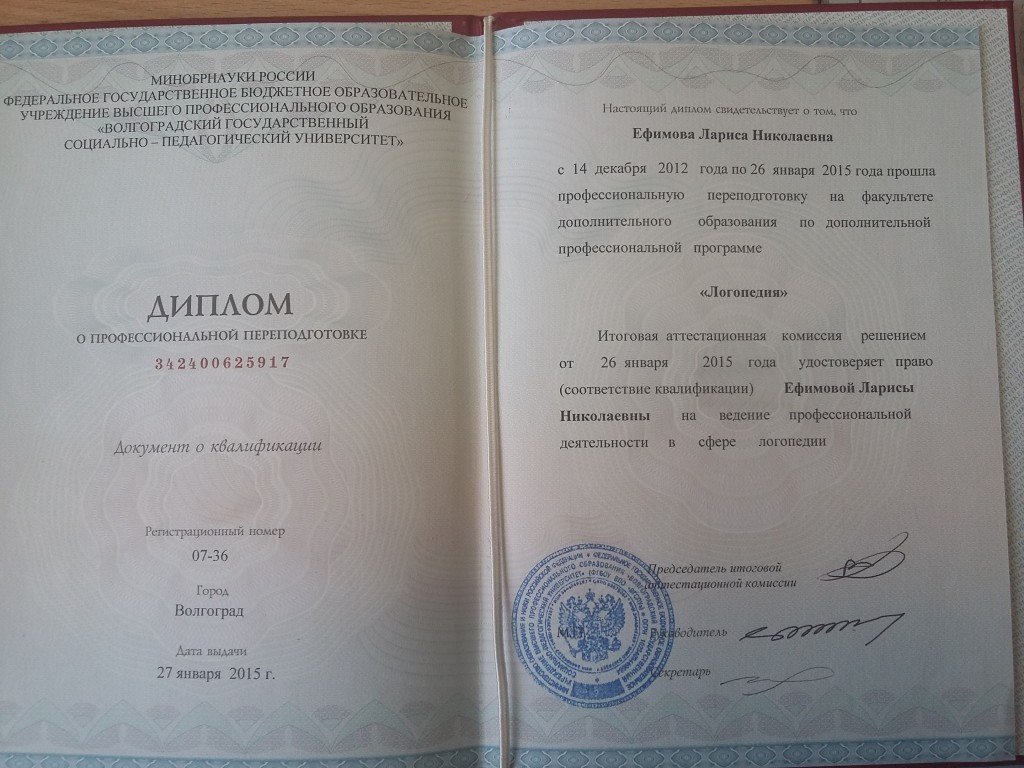 МИНОБРНАУКИ РОССИИ
ФЕДЕРАЛЬНОЕ ГОСУДАРСТВЕННОЕ БЮДЖЕТНОЕ ОБРАЗОВАТЕЛЬНОЕ
УЧРЕЖДЕНИЕ ВЫСШЕГО ПРОФЕССИОНАЛЬНОГО ОБРАЗОВАНИЯ
«ВОЛГОГРАДСКИЙ ГОСУДАРСТВЕННЫЙ
СОЦИАЛЬНО – ПЕДАГОГИЧЕСКИЙ УНИВЕРСИТЕТ»
ДИПЛОМ
О ПРОФЕССИОНАЛЬНОЙ ПЕРЕПОДГОТОВКЕ
342400625917
Документ о квалификации
Регистрационный номер
07-36
Город
Волгоград
Дата выдачи
27 января 2015 г.
Настоящий диплом свидетельствует о том, что
Ефимова Лариса Николаевна
с 14 декабря 2012 года по 26 января 2015 года прошла
профессиональную переподготовку на факультете
дополнительного образования по дополнительной
профессиональной программе
«Логопедия»
Итоговая аттестационная комиссия решением
от 26 января 2015 года удостоверяет право
(соответствие квалификации) Ефимовой Ларисы
Николаевны на ведение профессиональной
деятельности в сфере логопедии
Председатель итоговой
аттестационной комиссии
М.П.
Руководитель
Секретарь